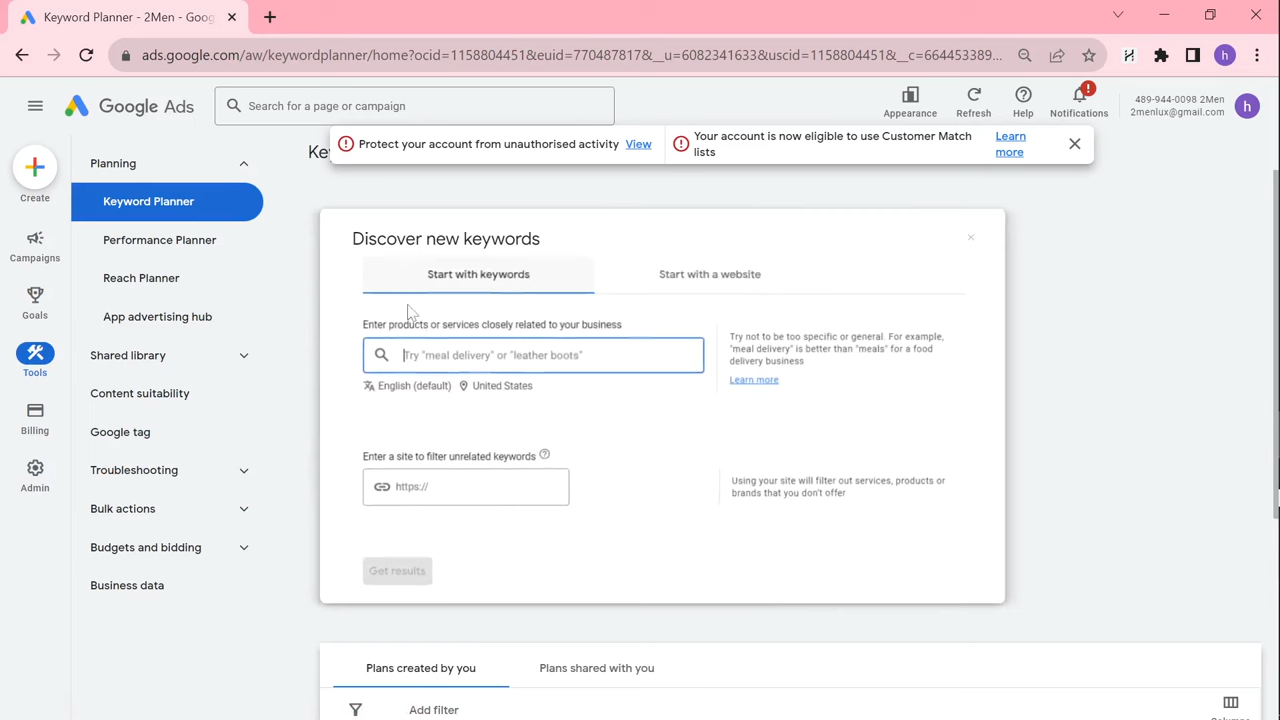 Keyword Planner - 2Men - Goog
ads.google.com/aw/keywordplanner/home?ocid=1158804451&euid=770487817&__u=6082341633&uscid=1158804451&__c=664453389...
h
Google Ads
Search for a page or campaign
Appearance
Refresh
Help
!
Notifications
489-944-0098 2Men
2menlux@gmail.com
h
Protect your account from unauthorised activity View
Your account is now eligible to use Customer Match lists
Learn more
Create
Campaigns
Goals
Tools
Billing
Admin
Planning
Keyword Planner
Performance Planner
Reach Planner
App advertising hub
Shared library
Content suitability
Google tag
Troubleshooting
Bulk actions
Budgets and bidding
Business data
Discover new keywords
Start with keywords
Start with a website
Enter products or services closely related to your business
Try "meal delivery" or "leather boots"
English (default) United States
Try not to be too specific or general. For example,
"meal delivery" is better than "meals" for a food
delivery business
Learn more
Enter a site to filter unrelated keywords
https://
Using your site will filter out services, products or
brands that you don't offer
Get results
Plans created by you
Plans shared with you
Add filter